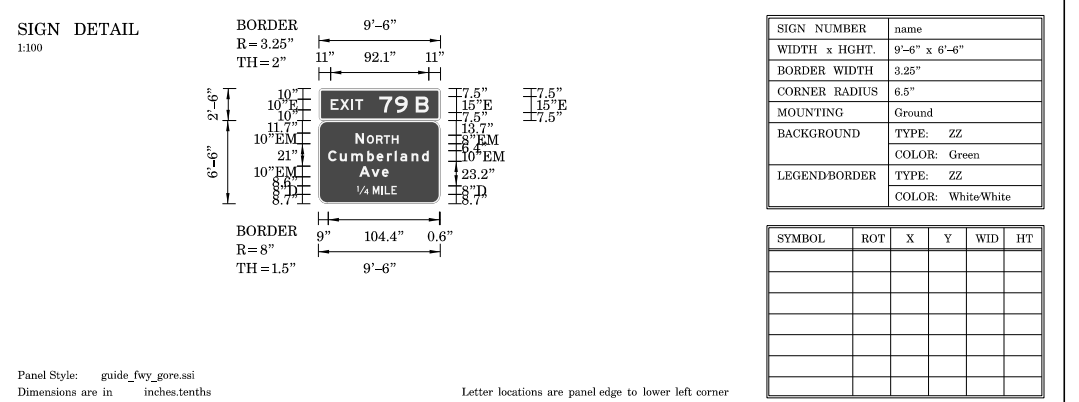 SIGN DETAIL
1:100
BORDER
R=3.25"
TH=2"
9'–6"
11" 92.1" 11"
2'–6"
10"
10"E
10"
EXIT 79 B
7.5"
15"E
7.5"
7.5"
15"E
7.5"
6'–6"
11.7"
10"EM
21"
10"EM
8.6"
8"D
8.7"
NORTH
Cumberland
Ave
1/4 MILE
13.7"
8"EM
6.4"
10"EM
23.2"
8"D
8.7"
BORDER
R=8"
TH=1.5"
9" 104.4" 0.6"
9'–6"
SIGN NUMBER name
WIDTH x HGHT. 9'–6" x 6'–6"
BORDER WIDTH 3.25"
CORNER RADIUS 6.5"
MOUNTING Ground
BACKGROUND TYPE: ZZ
COLOR: Green
LEGEND/BORDER TYPE: ZZ
COLOR: White/White
SYMBOL ROT X Y WID HT
Panel Style: guide_fwy_gore.ssi
Dimensions are in inches.tenths
Letter locations are panel edge to lower left corner